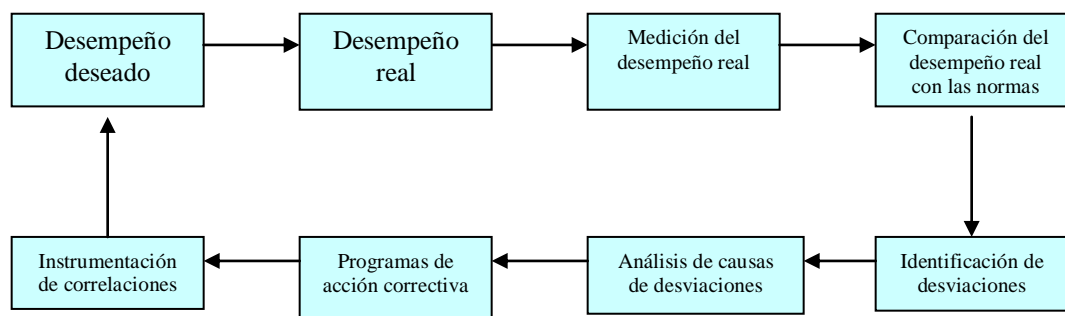 Desempeño
deseado
Desempeño
real
Medición del
desempeño real
Comparación del
desempeño real
con las normas
Instrumentación
de correlaciones
Programas de
acción correctiva
Análisis de causas
de desviaciones
Identificación de
desviaciones